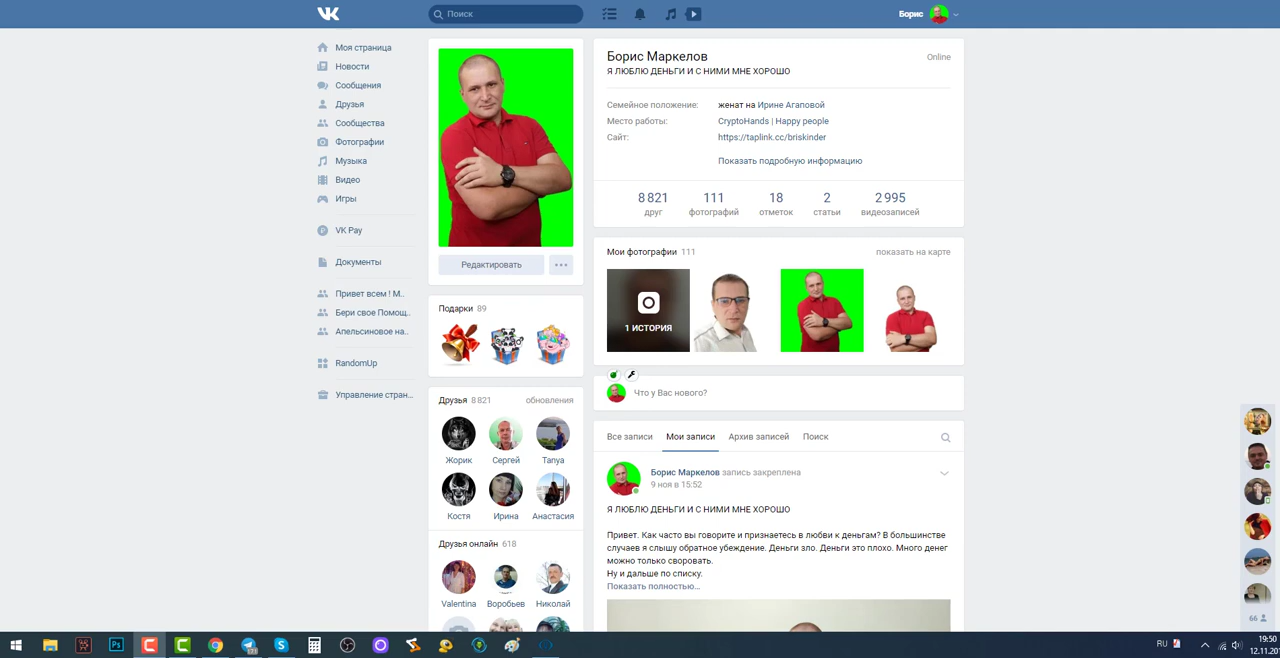 Поиск
Борис
Моя страница
Новости
Сообщения
Друзья
Сообщества
Фотографии
Музыка
Видео
Игры
VK Pay
Документы
Привет всем ! М..
Бери свое Помощ..
Апельсиновое на..
RandomUp
Управление стран...
Редактировать
Подарки 89
Друзья 8 821 обновления
Жорик Сергей Tanya
Костя Ирина Анастасия
Друзья онлайн 618
Valentina Воробьев Николай
Борис Маркелов Online
Я ЛЮБЛЮ ДЕНЬГИ И С НИМИ МНЕ ХОРОШО
Семейное положение: женат на Ирине Агаповой
Место работы: CryptoHands | Happy people
Сайт: https://taplink.cc/briskinder
Показать подробную информацию
8 821 111 18 2 2 995
друг фотографий отметок статьи видеозаписей
Мои фотографии 111 показать на карте
1 ИСТОРИЯ
Что у Вас нового?
Все записи Мои записи Архив записей Поиск
Борис Маркелов запись закреплена
9 ноя в 15:52
Я ЛЮБЛЮ ДЕНЬГИ И С НИМИ МНЕ ХОРОШО
Привет. Как часто вы говорите и признаетесь в любви к деньгам? В большинстве
случаев я слышу обратное убеждение. Деньги зло. Деньги это плохо. Много денег
можно только своровать.
Ну и дальше по списку.
Показать полностью...
66
Ps
RU
19:50
12.11.20